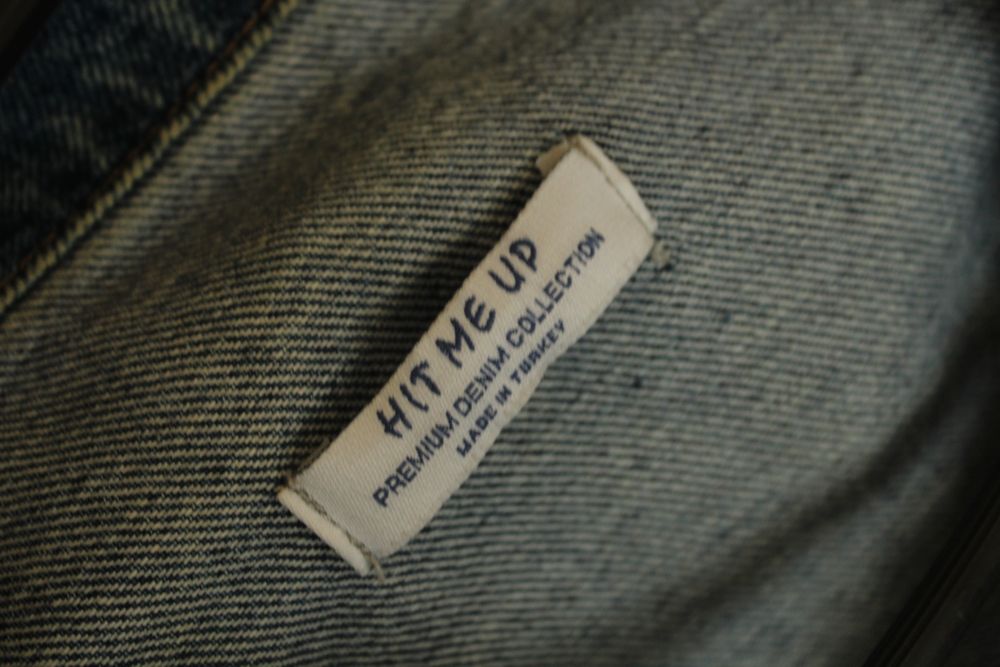 HIT ME UP
PREMIUM DENIM COLLECTION
MADE IN TURKEY